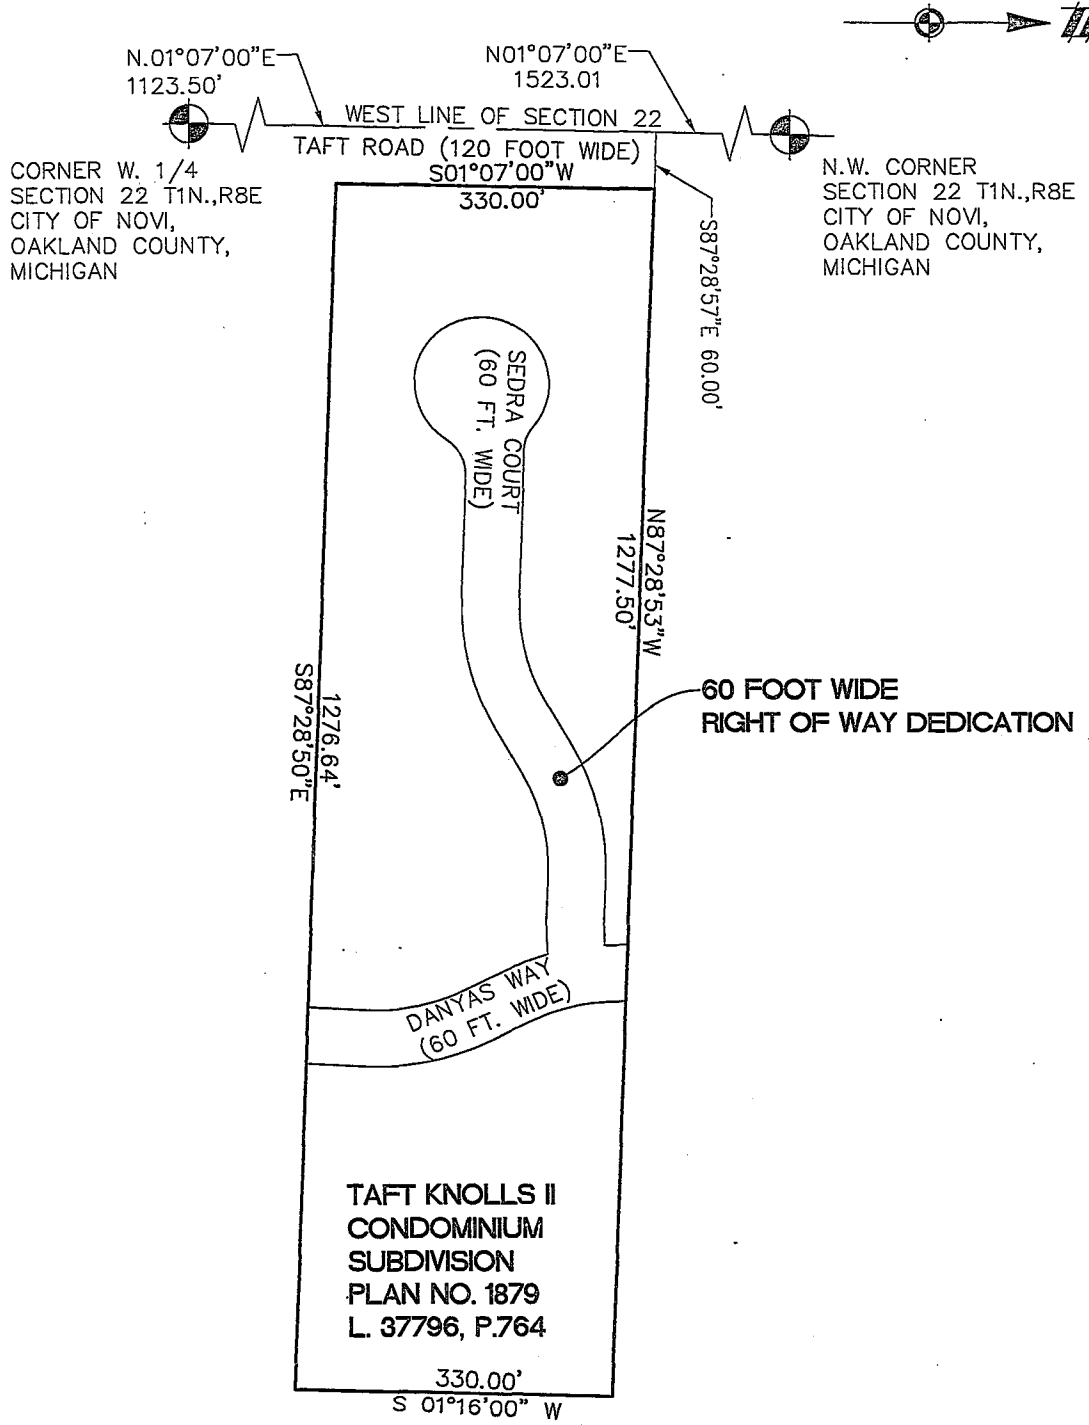 N.01°07'00"E
1123.50'
N01°07'00"E
1523.01
WEST LINE OF SECTION 22
TAFT ROAD (120 FOOT WIDE)
S01°07'00"W
330.00'
CORNER W. 1/4
SECTION 22 T1N.,R8E
CITY OF NOVI,
OAKLAND COUNTY,
MICHIGAN
N.W. CORNER
SECTION 22 T1N.,R8E
CITY OF NOVI,
OAKLAND COUNTY,
MICHIGAN
S87°28'57"E 60.00'
SEDRA COURT
(60 FT. WIDE)
N87°28'53"W
1277.50'
1276.64'
S87°28'50"E
60 FOOT WIDE
RIGHT OF WAY DEDICATION
DANYAS WAY
(60 FT. WIDE)
TAFT KNOLLS II
CONDOMINIUM
SUBDIVISION
PLAN NO. 1879
L. 37796, P.764
330.00'
S 01°16'00" W